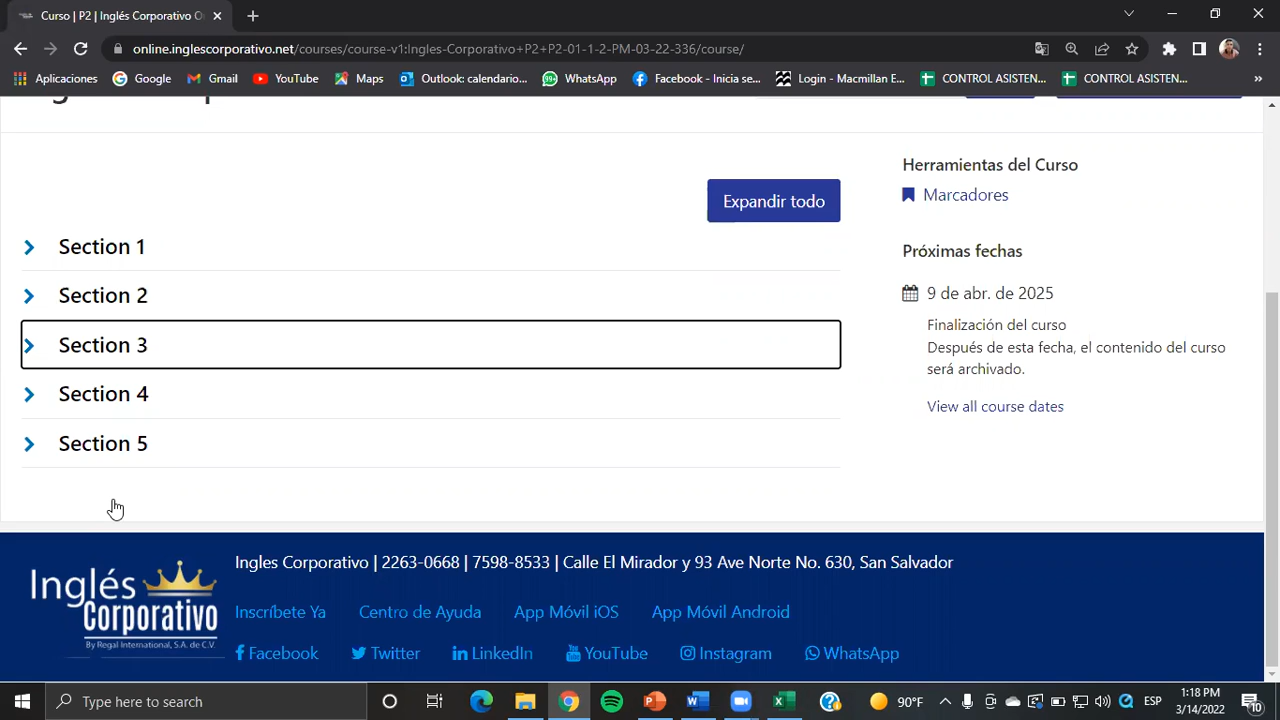 Curso | P2 | Inglés Corporativo O
online.inglescorporativo.net/courses/course-v1:Ingles-Corporativo+P2+P2-01-1-2-PM-03-22-336/course/
Aplicaciones
Google
Gmail
YouTube
Maps
Outlook: calendario...
99+
WhatsApp
Facebook - Inicia se...
Login - Macmillan E...
CONTROL ASISTEN...
CONTROL ASISTEN...
»
Herramientas del Curso
Marcadores
Expandir todo
Section 1
Section 2
Section 3
Section 4
Section 5
Próximas fechas
9 de abr. de 2025
Finalización del curso
Después de esta fecha, el contenido del curso
será archivado.
View all course dates
Inglés
Corporativo
By Regal International, S.A. de C.V.
Ingles Corporativo | 2263-0668 | 7598-8533 | Calle El Mirador y 93 Ave Norte No. 630, San Salvador
Inscríbete Ya
Centro de Ayuda
App Móvil iOS
App Móvil Android
Facebook
Twitter
LinkedIn
YouTube
Instagram
WhatsApp
Type here to search
90°F
ESP
1:18 PM
3/14/2022
10